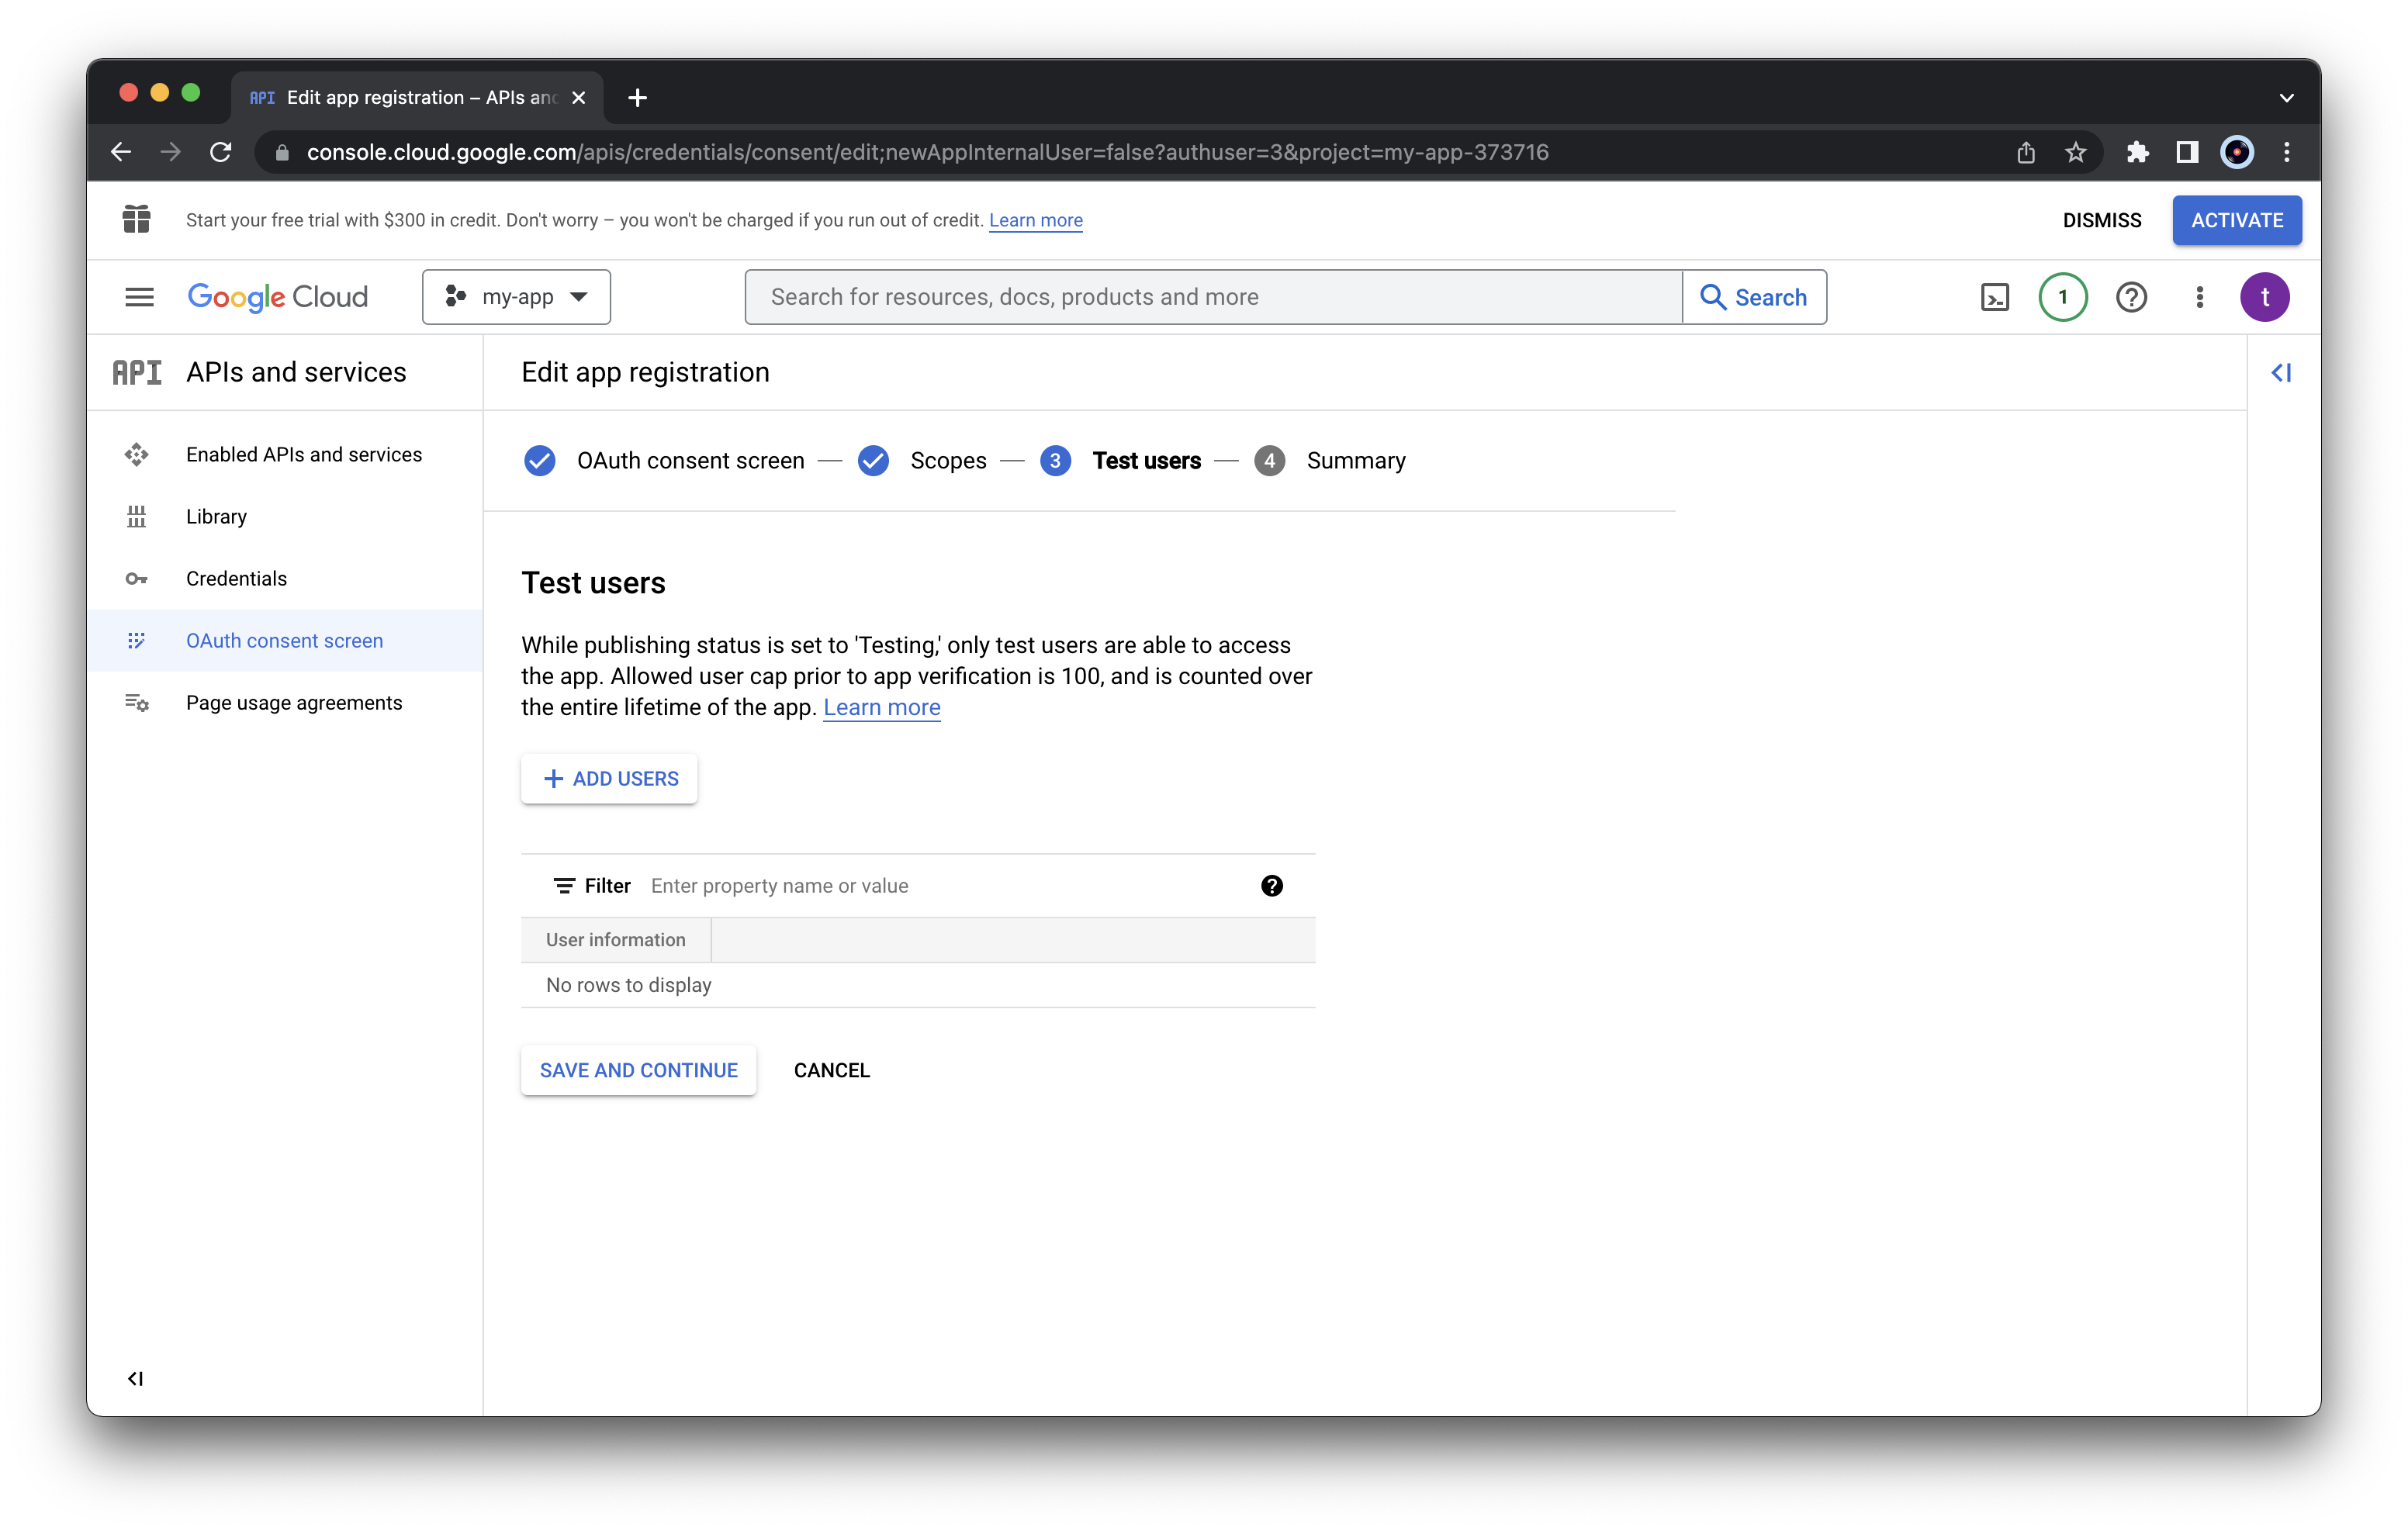 API Edit app registration – APIs and
console.cloud.google.com/apis/credentials/consent/edit;newAppInternalUser=false?authuser=3&project=my-app-373716
Start your free trial with $300 in credit. Don't worry – you won't be charged if you run out of credit. Learn more
DISMISS
ACTIVATE
Google Cloud
my-app
Search for resources, docs, products and more
Search
1
t
API APIs and services
Edit app registration
Enabled APIs and services
Library
Credentials
OAuth consent screen
Page usage agreements
OAuth consent screen — Scopes — 3 Test users — 4 Summary
Test users
While publishing status is set to 'Testing,' only test users are able to access
the app. Allowed user cap prior to app verification is 100, and is counted over
the entire lifetime of the app. Learn more
+ ADD USERS
Filter Enter property name or value
User information
No rows to display
SAVE AND CONTINUE
CANCEL